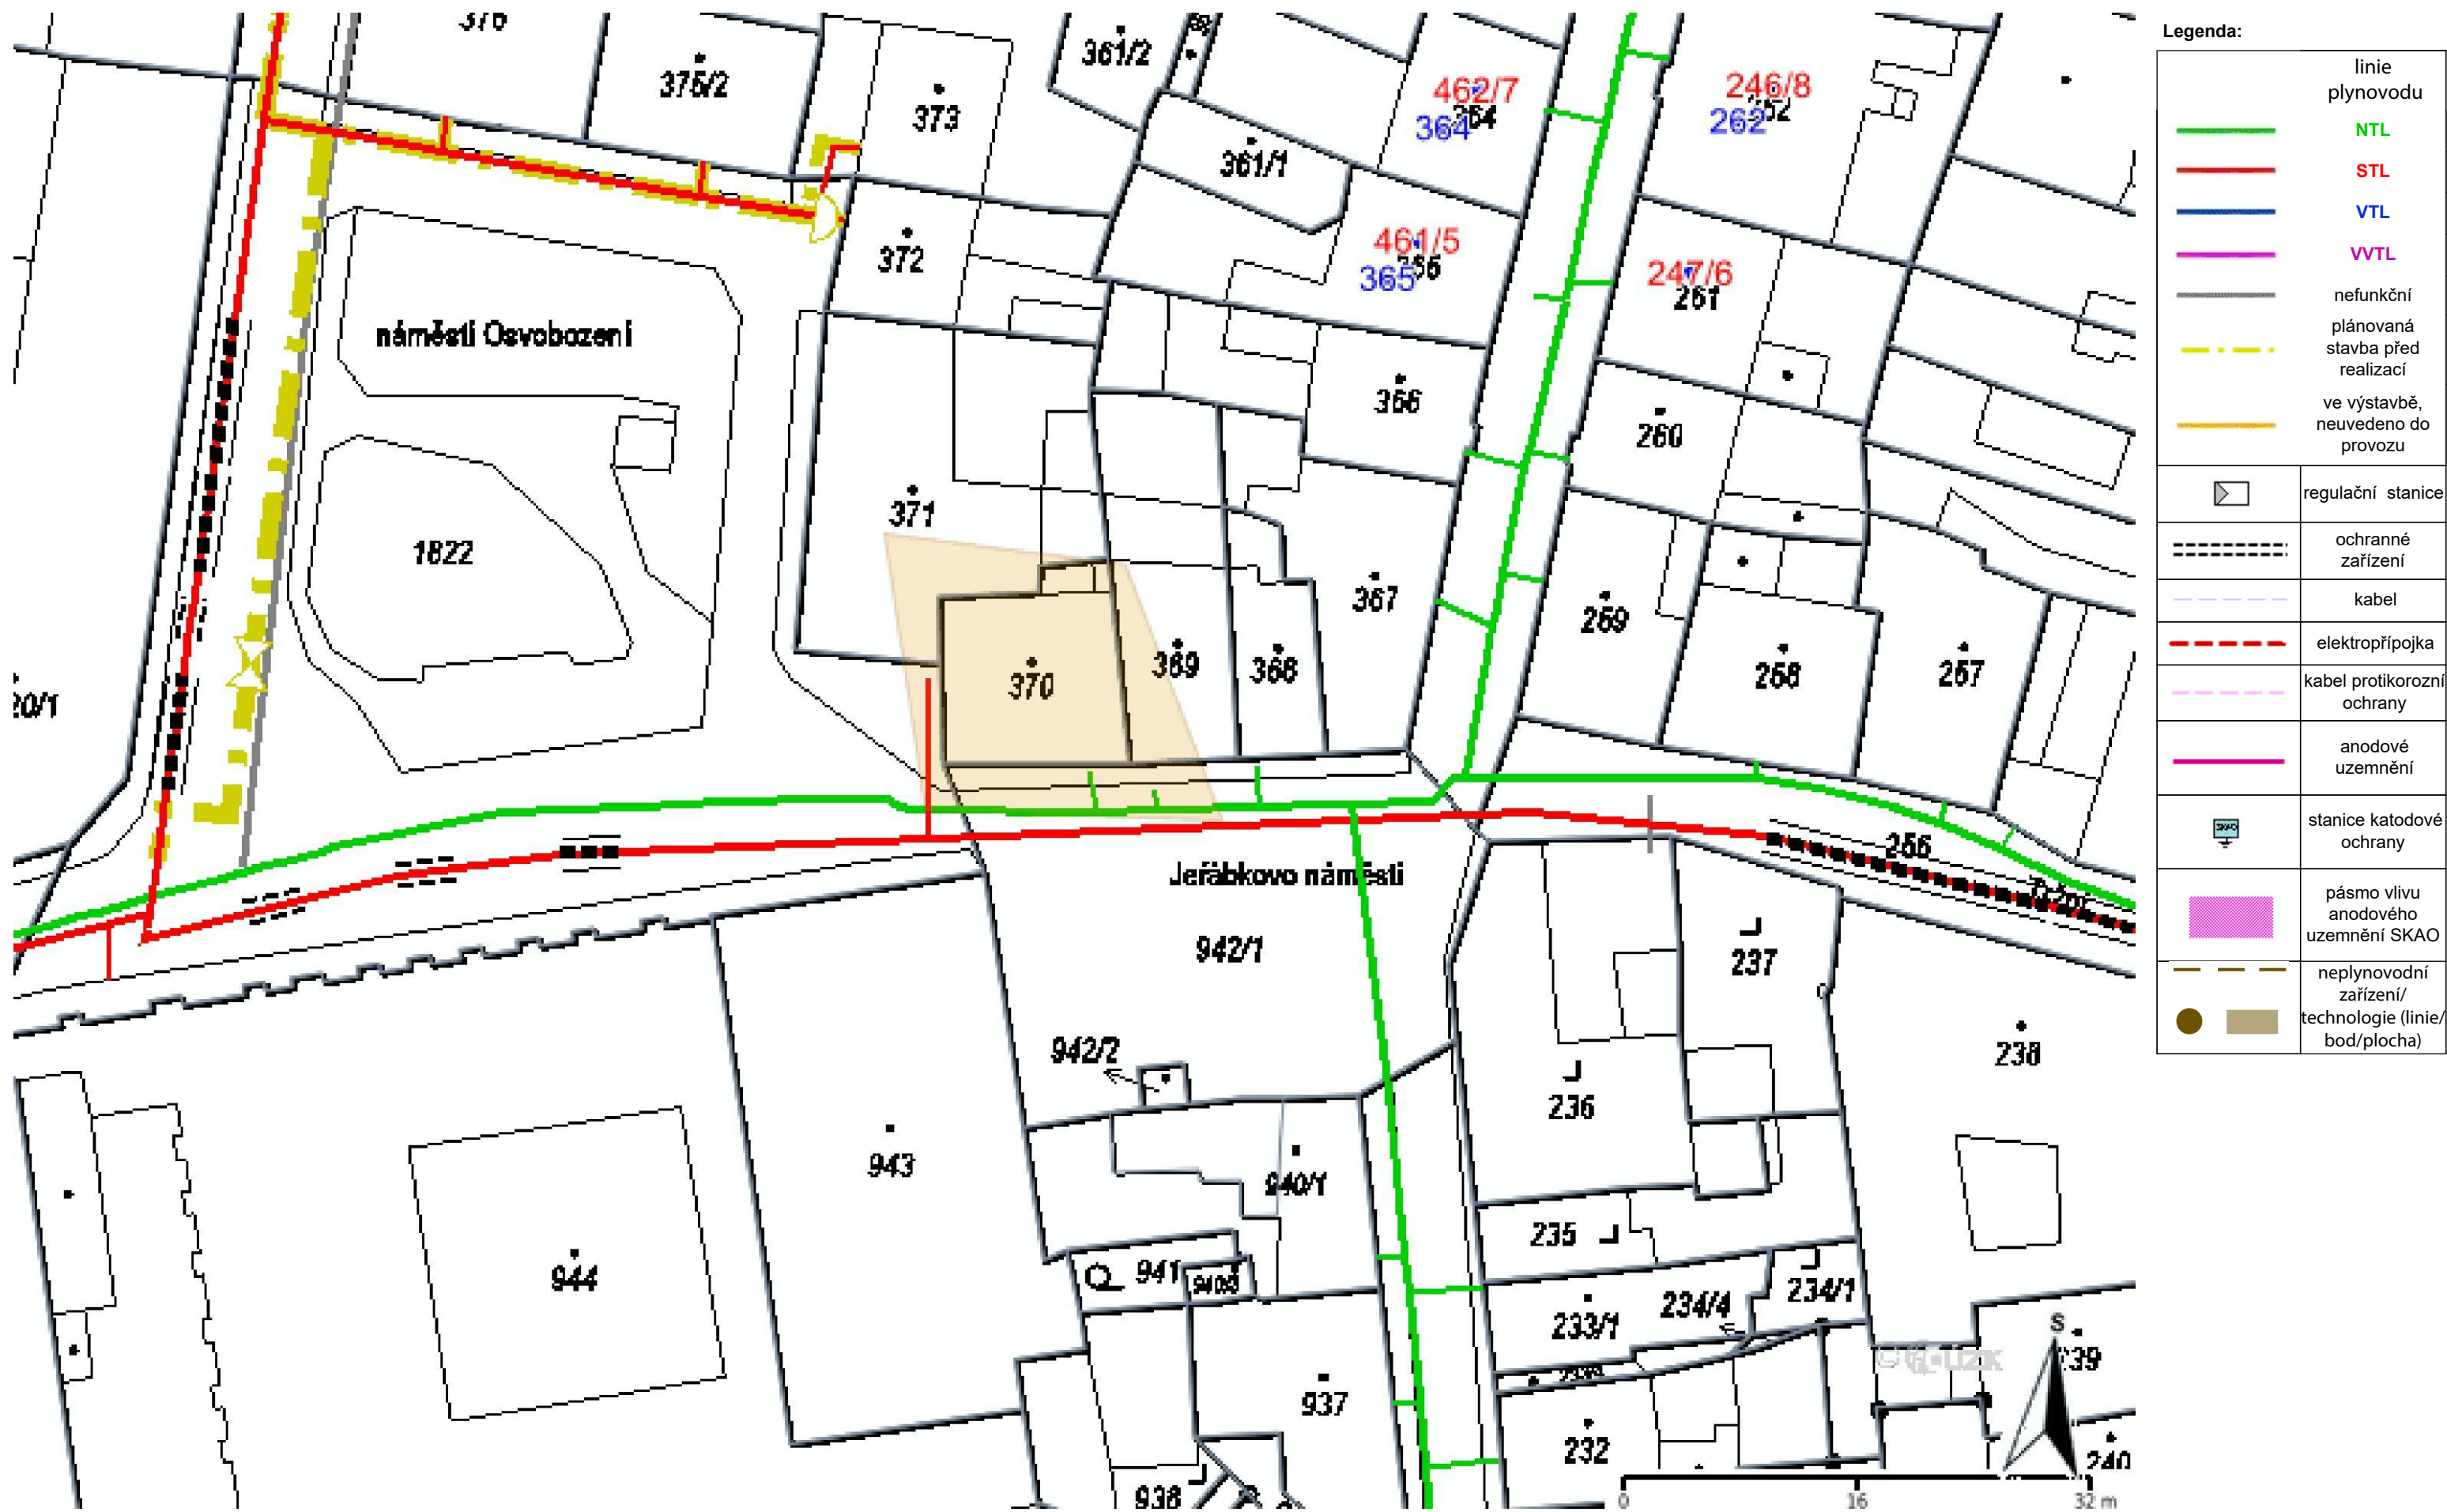 375/2
373
361/2
462/7
364
246/8
262
361/1
372
461/5
365
247/6
261
náměstí Osvobození
366
260
371
1822
367
259
370
369
368
258
257
Jeřábkovo náměstí
256
942/1
237
942/2
238
236
943
940/1
944
941
235
234/1
234/4
233/1
937
232
938
240
S
0
16
32 m
Legenda:
linie
plynovodu
NTL
STL
VTL
VVTL
nefunkční
plánovaná
stavba před
realizací
ve výstavbě,
neuvedeno do
provozu
regulační stanice
ochranné
zařízení
kabel
elektropřípojka
kabel protikorozní
ochrany
anodové
uzemnění
SKAO
stanice katodové
ochrany
pásmo vlivu
anodového
uzemnění SKAO
neplynovodní
zařízení/
technologie (linie/
bod/plocha)